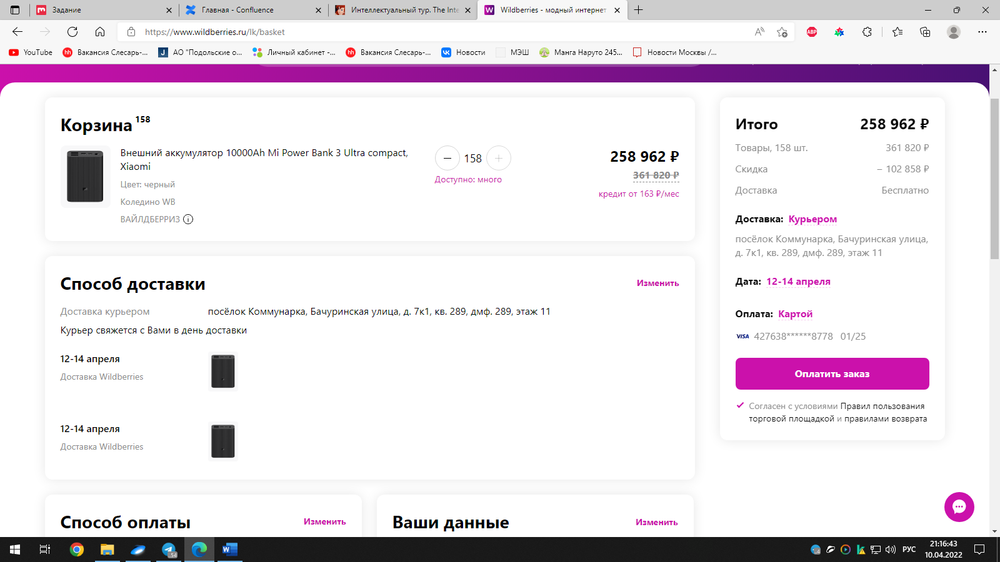 Задание
Главная - Confluence
Интеллектуальный тур. The Inte
Wildberries - модный интернет
https://www.wildberries.ru/lk/basket
ABP
YouTube
hh Вакансия Слесарь-...
J АО "Подольские о...
Личный кабинет -...
hh Вакансия Слесарь-...
Новости
МЭШ
Манга Наруто 245...
Новости Москвы /...
Корзина 158
Внешний аккумулятор 10000Ah Mi Power Bank 3 Ultra compact,
Xiaomi
Цвет: черный
Коледино WB
ВАЙЛДБЕРРИЗ
− 158 +
Доступно: много
258 962 ₽
361 820 ₽
кредит от 163 ₽/мес
Способ доставки
Изменить
Доставка курьером
посёлок Коммунарка, Бачуринская улица, д. 7к1, кв. 289, дмф. 289, этаж 11
Курьер свяжется с Вами в день доставки
12-14 апреля
Доставка Wildberries
12-14 апреля
Доставка Wildberries
Способ оплаты
Изменить
Ваши данные
Изменить
Итого 258 962 ₽
Товары, 158 шт. 361 820 ₽
Скидка − 102 858 ₽
Доставка Бесплатно
Доставка: Курьером
посёлок Коммунарка, Бачуринская улица,
д. 7к1, кв. 289, дмф. 289, этаж 11
Дата: 12-14 апреля
Оплата: Картой
VISA 427638******8778 01/25
Оплатить заказ
Согласен с условиями Правил пользования
торговой площадкой и правилами возврата
54
РУС
21:16:43
10.04.2022